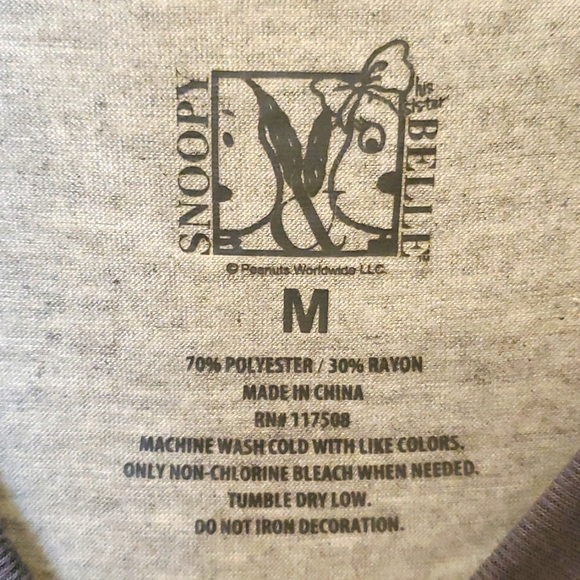 SNOOPY
&
his
sister
BELLE
© Peanuts Worldwide LLC.
M
70% POLYESTER / 30% RAYON
MADE IN CHINA
RN# 117508
MACHINE WASH COLD WITH LIKE COLORS.
ONLY NON-CHLORINE BLEACH WHEN NEEDED.
TUMBLE DRY LOW.
DO NOT IRON DECORATION.